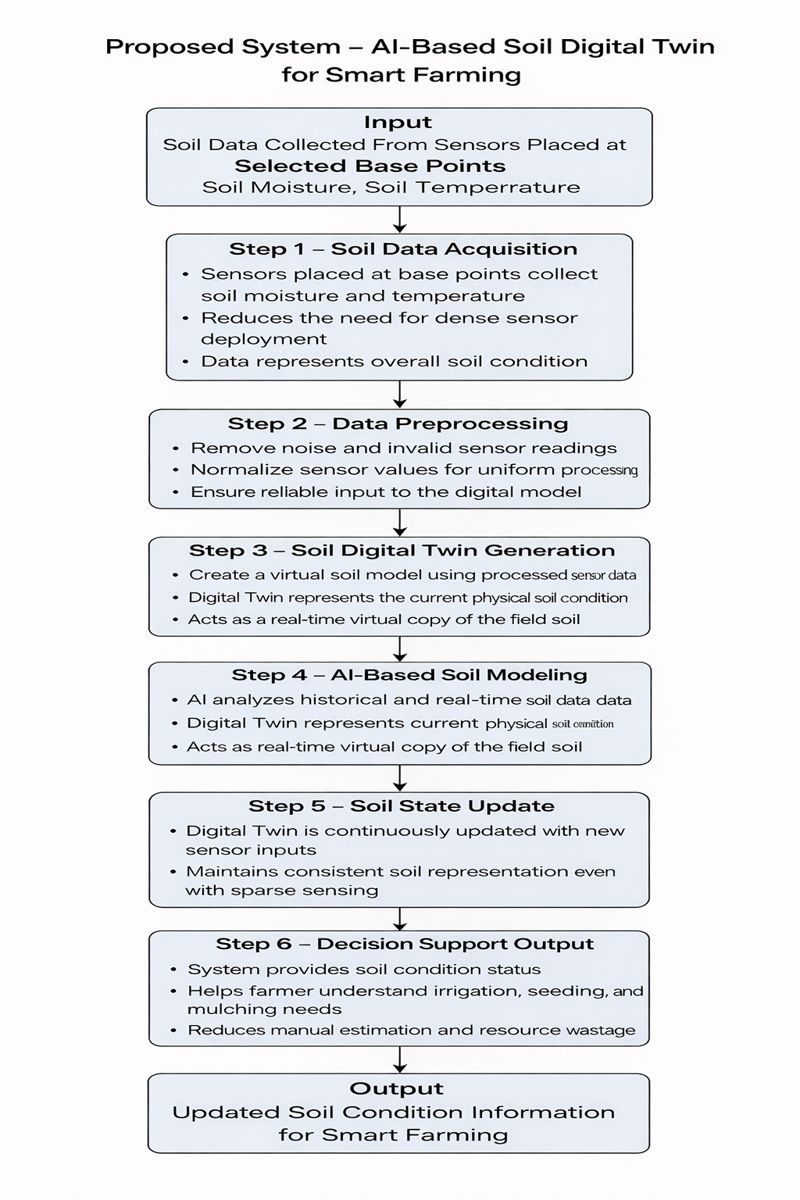 Proposed System – AI-Based Soil Digital Twin
for Smart Farming
Input
Soil Data Collected From Sensors Placed at
Selected Base Points
Soil Moisture, Soil Temperrature
Step 1 – Soil Data Acquisition
• Sensors placed at base points collect
soil moisture and temperature
• Reduces the need for dense sensor
deployment
• Data represents overall soil condition
Step 2 – Data Preprocessing
• Remove noise and invalid sensor readings
• Normalize sensor values for uniform processing
• Ensure reliable input to the digital model
Step 3 – Soil Digital Twin Generation
• Create a virtual soil model using processed sensor data
• Digital Twin represents the current physical soil condition
• Acts as a real-time virtual copy of the field soil
Step 4 – AI-Based Soil Modeling
• AI analyzes historical and real-time soil data data
• Digital Twin represents current physical soil
• Acts as real-time virtual copy of the field soil
Step 5 – Soil State Update
• Digital Twin is continuously updated with new
sensor inputs
• Maintains consistent soil representation even
with sparse sensing
Step 6 – Decision Support Output
• System provides soil condition status
• Helps farmer understand irrigation, seeding, and
mulching needs
• Reduces manual estimation and resource wastage
Output
Updated Soil Condition Information
for Smart Farming